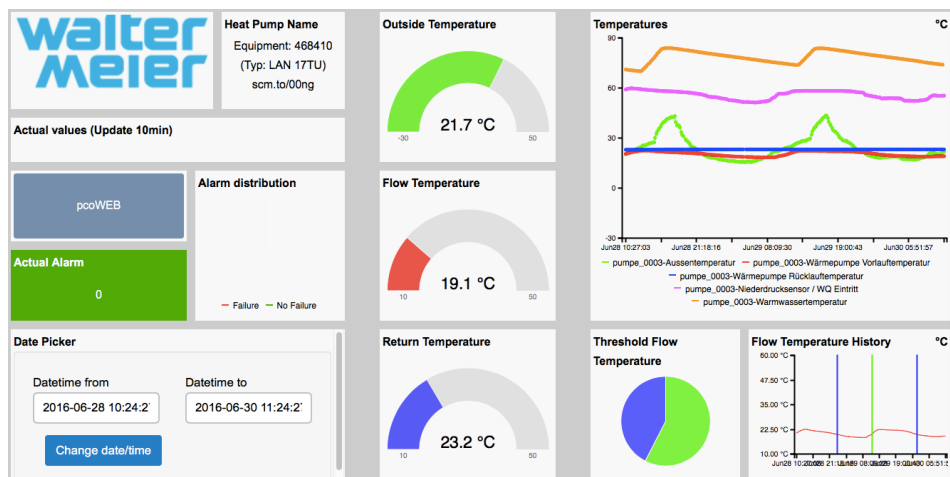 walter
meier
Heat Pump Name
Equipment: 468410
(Typ: LAN 17TU)
scm.to/00ng
Actual values (Update 10min)
pcoWEB
Alarm distribution
Failure
No Failure
Actual Alarm
0
Date Picker
Datetime from
Datetime to
2016-06-28 10:24:2
2016-06-30 11:24:2
Change date/time
Outside Temperature
21.7 °C
-30
50
Flow Temperature
19.1 °C
10
50
Return Temperature
23.2 °C
10
50
Temperatures
°C
90
60
30
0
-30
Jun28 10:27:03
Jun28 21:18:16
Jun29 08:09:30
Jun29 19:00:43
Jun30 05:51:57
pumpe_0003-Aussentemperatur
pumpe_0003-Wärmepumpe Vorlauftemperatur
pumpe_0003-Wärmepumpe Rücklauftemperatur
pumpe_0003-Niederdrucksensor / WQ Eintritt
pumpe_0003-Warmwassertemperatur
Threshold Flow
Temperature
Flow Temperature History
°C
60.00 °C
47.50 °C
35.00 °C
22.50 °C
10.00 °C